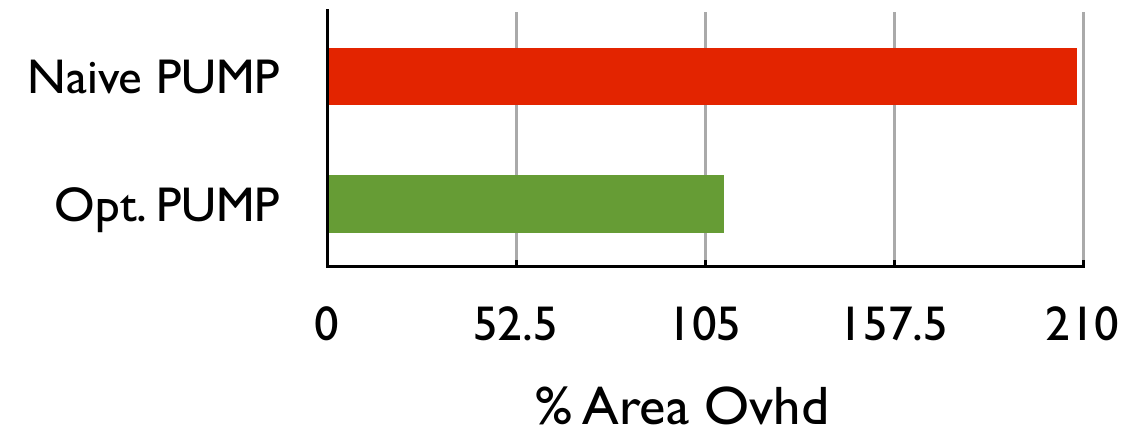 Naive PUMP
Opt. PUMP
0 52.5 105 157.5 210
% Area Ovhd